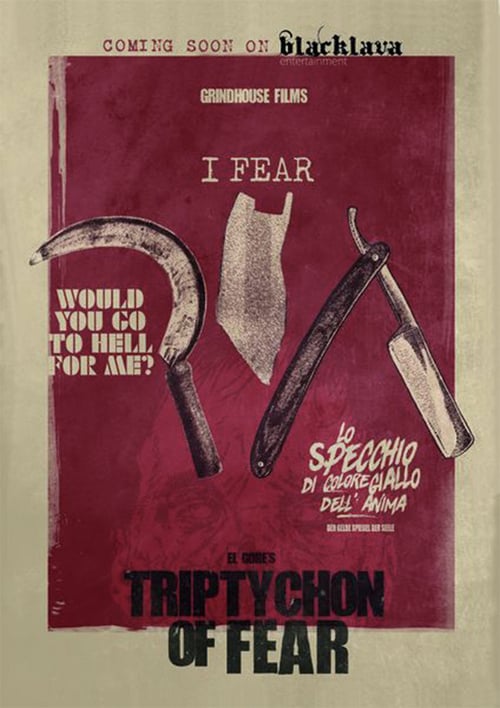 COMING SOON ON blacklava
entertainment
GRINDHOUSE FILMS
I FEAR
WOULD
YOU GO
TO HELL
FOR ME?
LO
SPECCHIO
DI COLORE GIALLO
DELL' ANIMA
DER GELBE SPIEGEL DER SEELE
EL GORE'S
TRIPTYCHON
OF FEAR